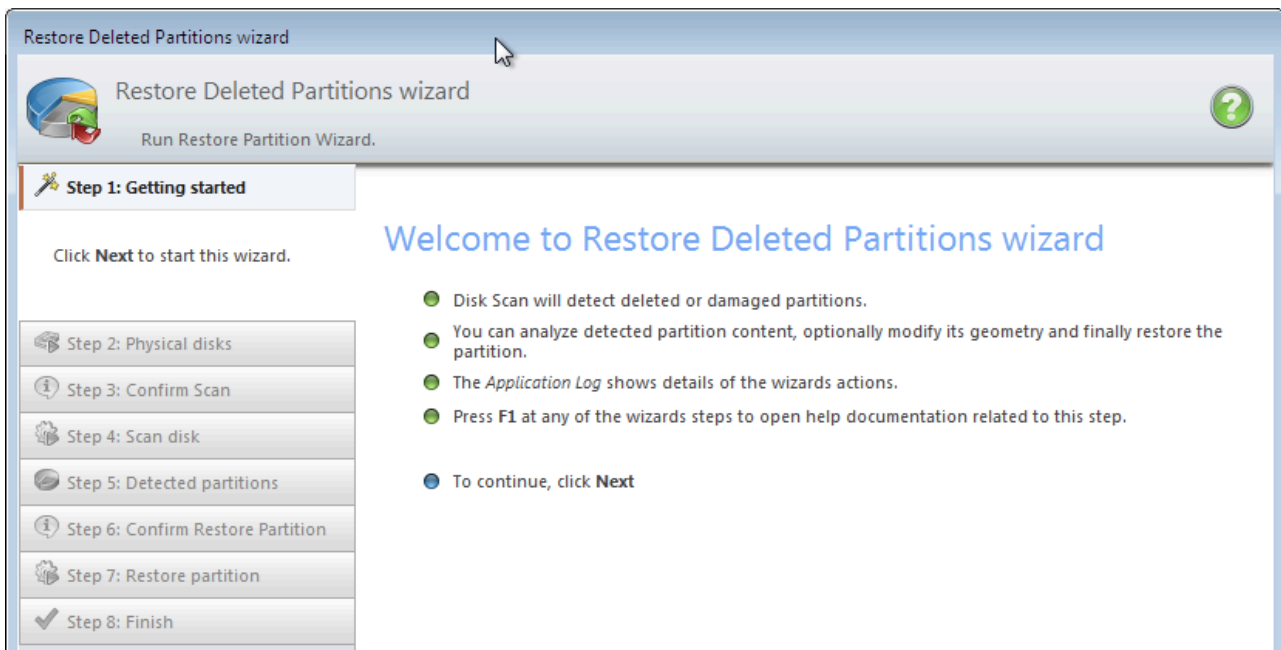 Restore Deleted Partitions wizard
Restore Deleted Partitions wizard
Run Restore Partition Wizard.
Step 1: Getting started
Click Next to start this wizard.
Step 2: Physical disks
Step 3: Confirm Scan
Step 4: Scan disk
Step 5: Detected partitions
Step 6: Confirm Restore Partition
Step 7: Restore partition
Step 8: Finish
Welcome to Restore Deleted Partitions wizard
Disk Scan will detect deleted or damaged partitions.
You can analyze detected partition content, optionally modify its geometry and finally restore the
partition.
The Application Log shows details of the wizards actions.
Press F1 at any of the wizards steps to open help documentation related to this step.
To continue, click Next